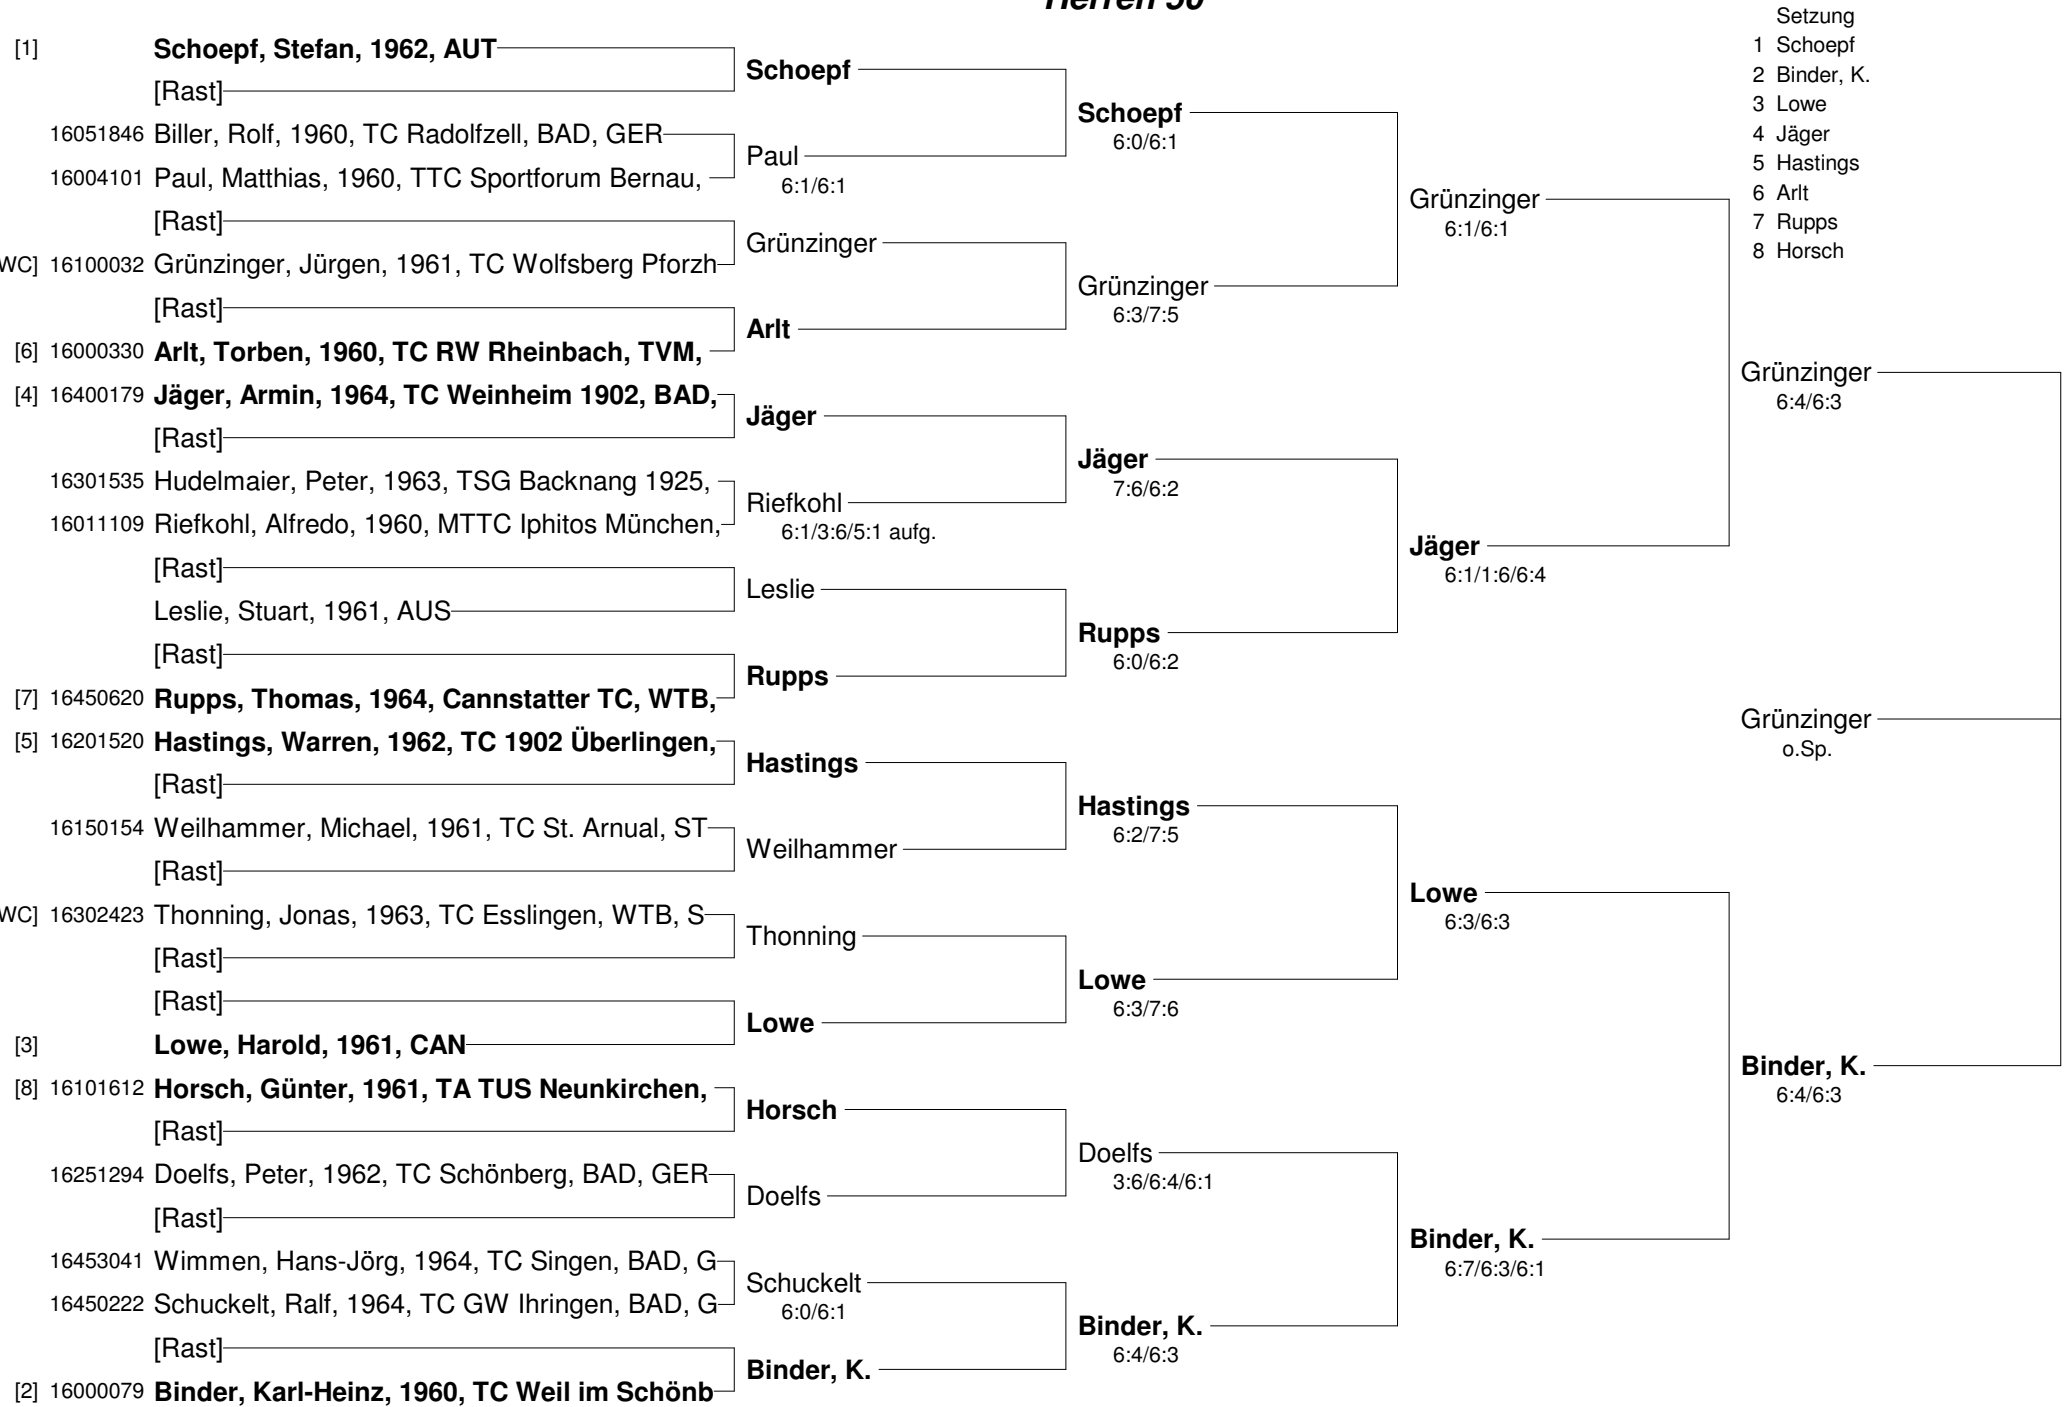 Herren 50
Setzung
1 Schoepf
2 Binder, K.
3 Lowe
4 Jäger
5 Hastings
6 Arlt
7 Rupps
8 Horsch
[1] Schoepf, Stefan, 1962, AUT
[Rast]
16051846 Biller, Rolf, 1960, TC Radolfzell, BAD, GER
16004101 Paul, Matthias, 1960, TTC Sportforum Bernau,
[Rast]
WC] 16100032 Grünzinger, Jürgen, 1961, TC Wolfsberg Pforzh
[Rast]
[6] 16000330 Arlt, Torben, 1960, TC RW Rheinbach, TVM,
[4] 16400179 Jäger, Armin, 1964, TC Weinheim 1902, BAD,
[Rast]
16301535 Hudelmaier, Peter, 1963, TSG Backnang 1925,
16011109 Riefkohl, Alfredo, 1960, MTTC Iphitos München,
[Rast]
Leslie, Stuart, 1961, AUS
[Rast]
[7] 16450620 Rupps, Thomas, 1964, Cannstatter TC, WTB,
[5] 16201520 Hastings, Warren, 1962, TC 1902 Überlingen,
[Rast]
16150154 Weilhammer, Michael, 1961, TC St. Arnual, ST
[Rast]
WC] 16302423 Thonning, Jonas, 1963, TC Esslingen, WTB, S
[Rast]
[Rast]
[3] Lowe, Harold, 1961, CAN
[8] 16101612 Horsch, Günter, 1961, TA TUS Neunkirchen,
[Rast]
16251294 Doelfs, Peter, 1962, TC Schönberg, BAD, GER
[Rast]
16453041 Wimmen, Hans-Jörg, 1964, TC Singen, BAD, G
16450222 Schuckelt, Ralf, 1964, TC GW Ihringen, BAD, G
[Rast]
[2] 16000079 Binder, Karl-Heinz, 1960, TC Weil im Schönb
Schoepf
Paul
6:1/6:1
Grünzinger
Arlt
Jäger
Riefkohl
6:1/3:6/5:1 aufg.
Leslie
Rupps
Hastings
Weilhammer
Thonning
Lowe
Horsch
Doelfs
Schuckelt
6:0/6:1
Binder, K.
Schoepf
6:0/6:1
Grünzinger
6:3/7:5
Jäger
7:6/6:2
Rupps
6:0/6:2
Hastings
6:2/7:5
Lowe
6:3/7:6
Doelfs
3:6/6:4/6:1
Binder, K.
6:4/6:3
Grünzinger
6:1/6:1
Jäger
6:1/1:6/6:4
Lowe
6:3/6:3
Binder, K.
6:7/6:3/6:1
Grünzinger
6:4/6:3
Binder, K.
6:4/6:3
Grünzinger
o.Sp.